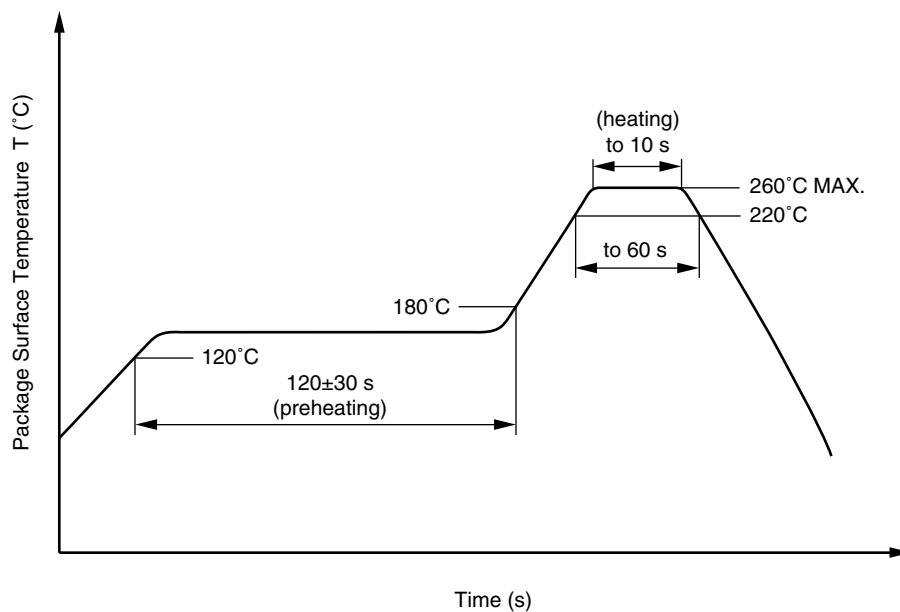 Package Surface Temperature T (˚C)
(heating)
to 10 s
260˚C MAX.
220˚C
to 60 s
180˚C
120˚C
120±30 s
(preheating)
Time (s)